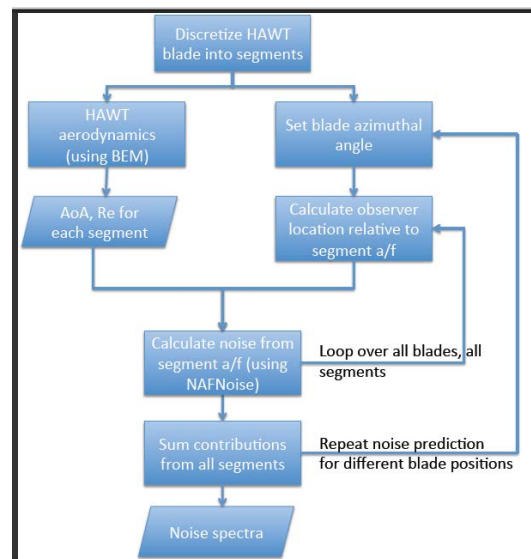 Discretize HAWT
blade into segments
HAWT
aerodynamics
(using BEM)
Set blade azimuthal
angle
AoA, Re for
each segment
Calculate observer
location relative to
segment a/f
Calculate noise from
segment a/f (using
NAFNoise)
Loop over all blades, all
segments
Sum contributions
from all segments
Repeat noise prediction
for different blade positions
Noise spectra